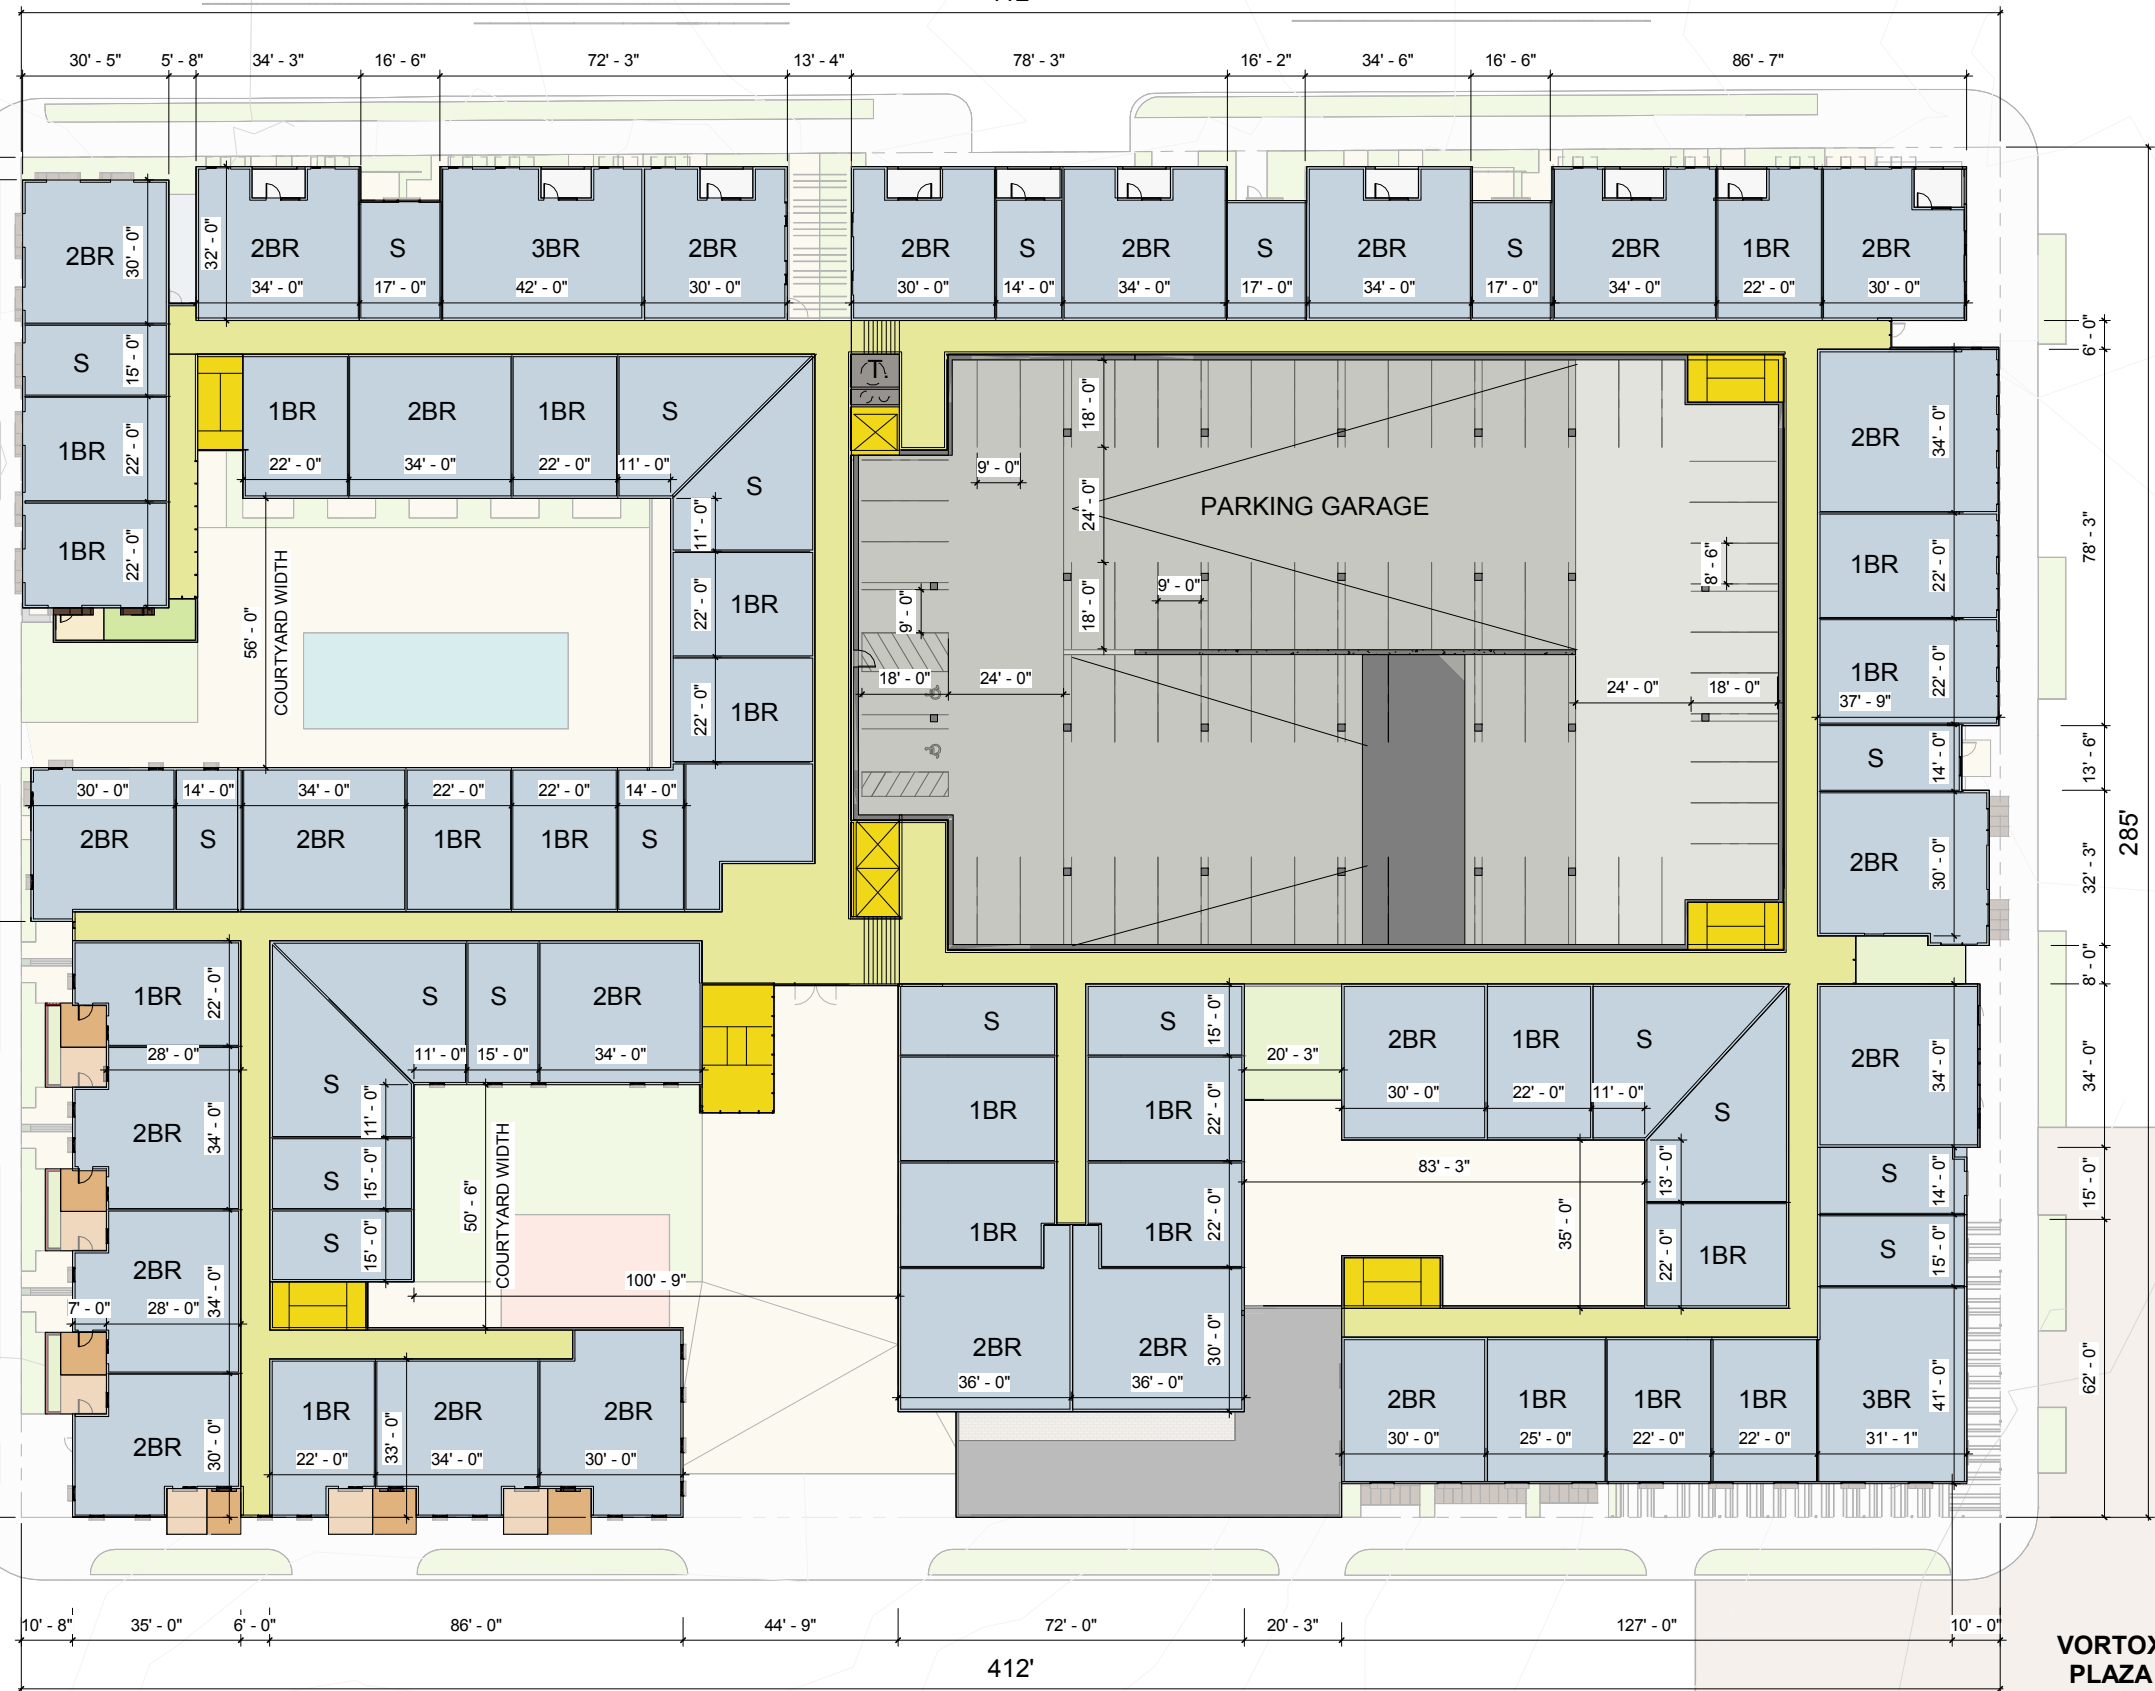 30' - 5" 5' - 8" 34' - 3" 16' - 6" 72' - 3" 13' - 4" 78' - 3" 16' - 2" 34' - 6" 16' - 6" 86' - 7"
2BR 30' - 0"
32' - 0"
2BR S 3BR 2BR 2BR S 2BR S 2BR S 2BR 1BR 2BR
34' - 0" 17' - 0" 42' - 0" 30' - 0" 30' - 0" 14' - 0" 34' - 0" 17' - 0" 34' - 0" 17' - 0" 34' - 0" 22' - 0" 30' - 0"
6' - 0"
S 15' - 0"
T.
1BR 22' - 0"
1BR 2BR 1BR S
22' - 0" 34' - 0" 22' - 0" 11' - 0"
S
11' - 0"
18' - 0"
9' - 0"
24' - 0"
PARKING GARAGE
2BR 34' - 0"
78' - 3"
1BR 22' - 0"
56' - 0"
COURTYARD WIDTH
22' - 0" 1BR
9' - 0"
18' - 0"
9' - 0"
8' - 6"
1BR 22' - 0"
22' - 0" 1BR
18' - 0" 24' - 0"
24' - 0" 18' - 0"
1BR 22' - 0"
37' - 9"
S 14' - 0"
13' - 6"
30' - 0" 14' - 0" 34' - 0" 22' - 0" 22' - 0" 14' - 0"
2BR S 2BR 1BR 1BR S
2BR 30' - 0"
32' - 3"
285'
8' - 0"
1BR 22' - 0"
28' - 0"
S S 2BR
11' - 0" 15' - 0" 34' - 0"
S
11' - 0"
S S 15' - 0"
20' - 3"
2BR 1BR S
30' - 0" 22' - 0" 11' - 0"
S
13' - 0"
2BR 34' - 0"
34' - 0"
2BR 34' - 0"
S 15' - 0"
S 15' - 0"
50' - 6"
COURTYARD WIDTH
1BR 1BR 22' - 0"
83' - 3"
35' - 0"
S 14' - 0"
15' - 0"
2BR 34' - 0"
7' - 0" 28' - 0"
100' - 9"
1BR 1BR 22' - 0"
22' - 0" 1BR
S 15' - 0"
2BR 2BR 30' - 0"
36' - 0" 36' - 0"
62' - 0"
2BR 30' - 0"
1BR 33' - 0" 2BR 2BR
22' - 0" 34' - 0" 30' - 0"
2BR 1BR 1BR 1BR 3BR 41' - 0"
30' - 0" 25' - 0" 22' - 0" 22' - 0" 31' - 1"
10' - 8" 35' - 0" 6' - 0" 86' - 0" 44' - 9" 72' - 0" 20' - 3" 127' - 0" 10' - 0"
412'
VORTOX
PLAZA